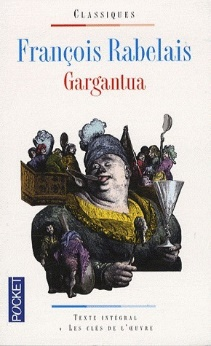 CLASSIQUES
François Rabelais
Gargantua
POCKET
TEXTE INTÉGRAL
+ LES CLÉS DE L'ŒUVRE